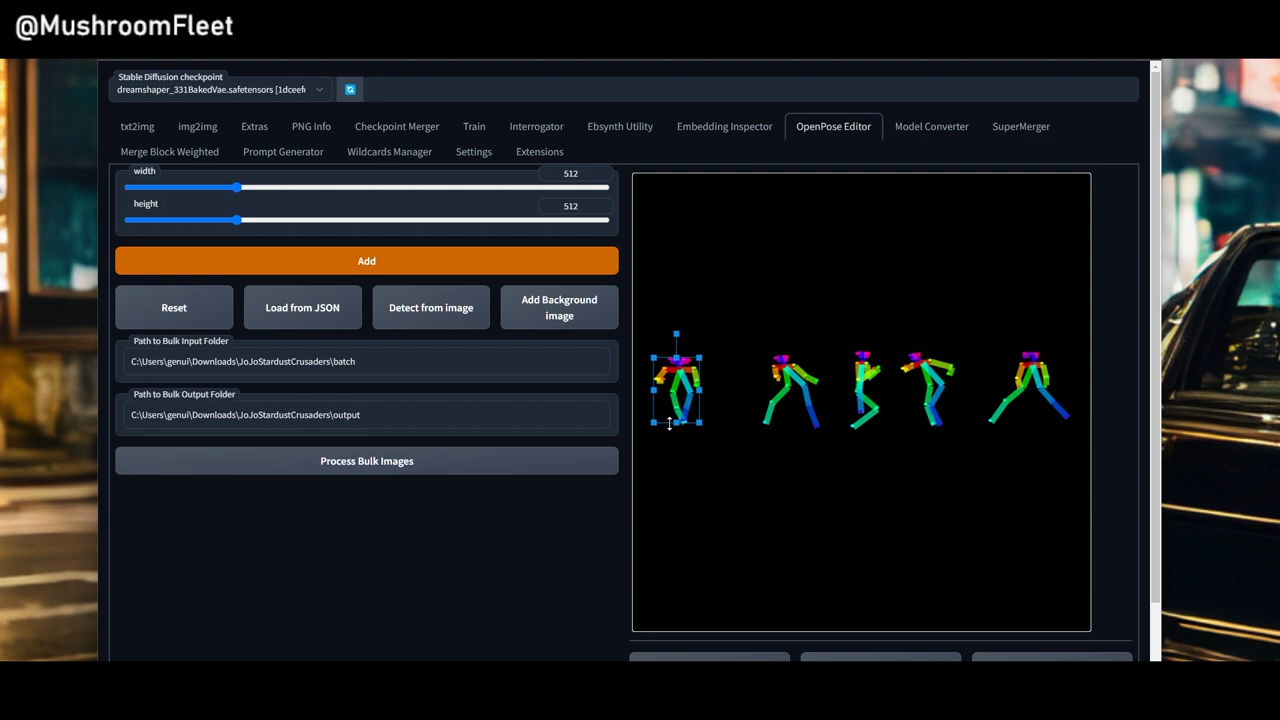 @MushroomFleet
Stable Diffusion checkpoint
dreamshaper_331BakedVae.safetensors [1dceefe
txt2img img2img Extras PNG Info Checkpoint Merger Train Interrogator Ebsynth Utility Embedding Inspector OpenPose Editor Model Converter SuperMerger
Merge Block Weighted Prompt Generator Wildcards Manager Settings Extensions
width
512
height
512
Add
Reset
Load from JSON
Detect from image
Add Background
image
Path to Bulk Input Folder
C:\Users\genui\Downloads\JoJoStardustCrusaders\batch
Path to Bulk Output Folder
C:\Users\genui\Downloads\JoJoStardustCrusaders\output
Process Bulk Images